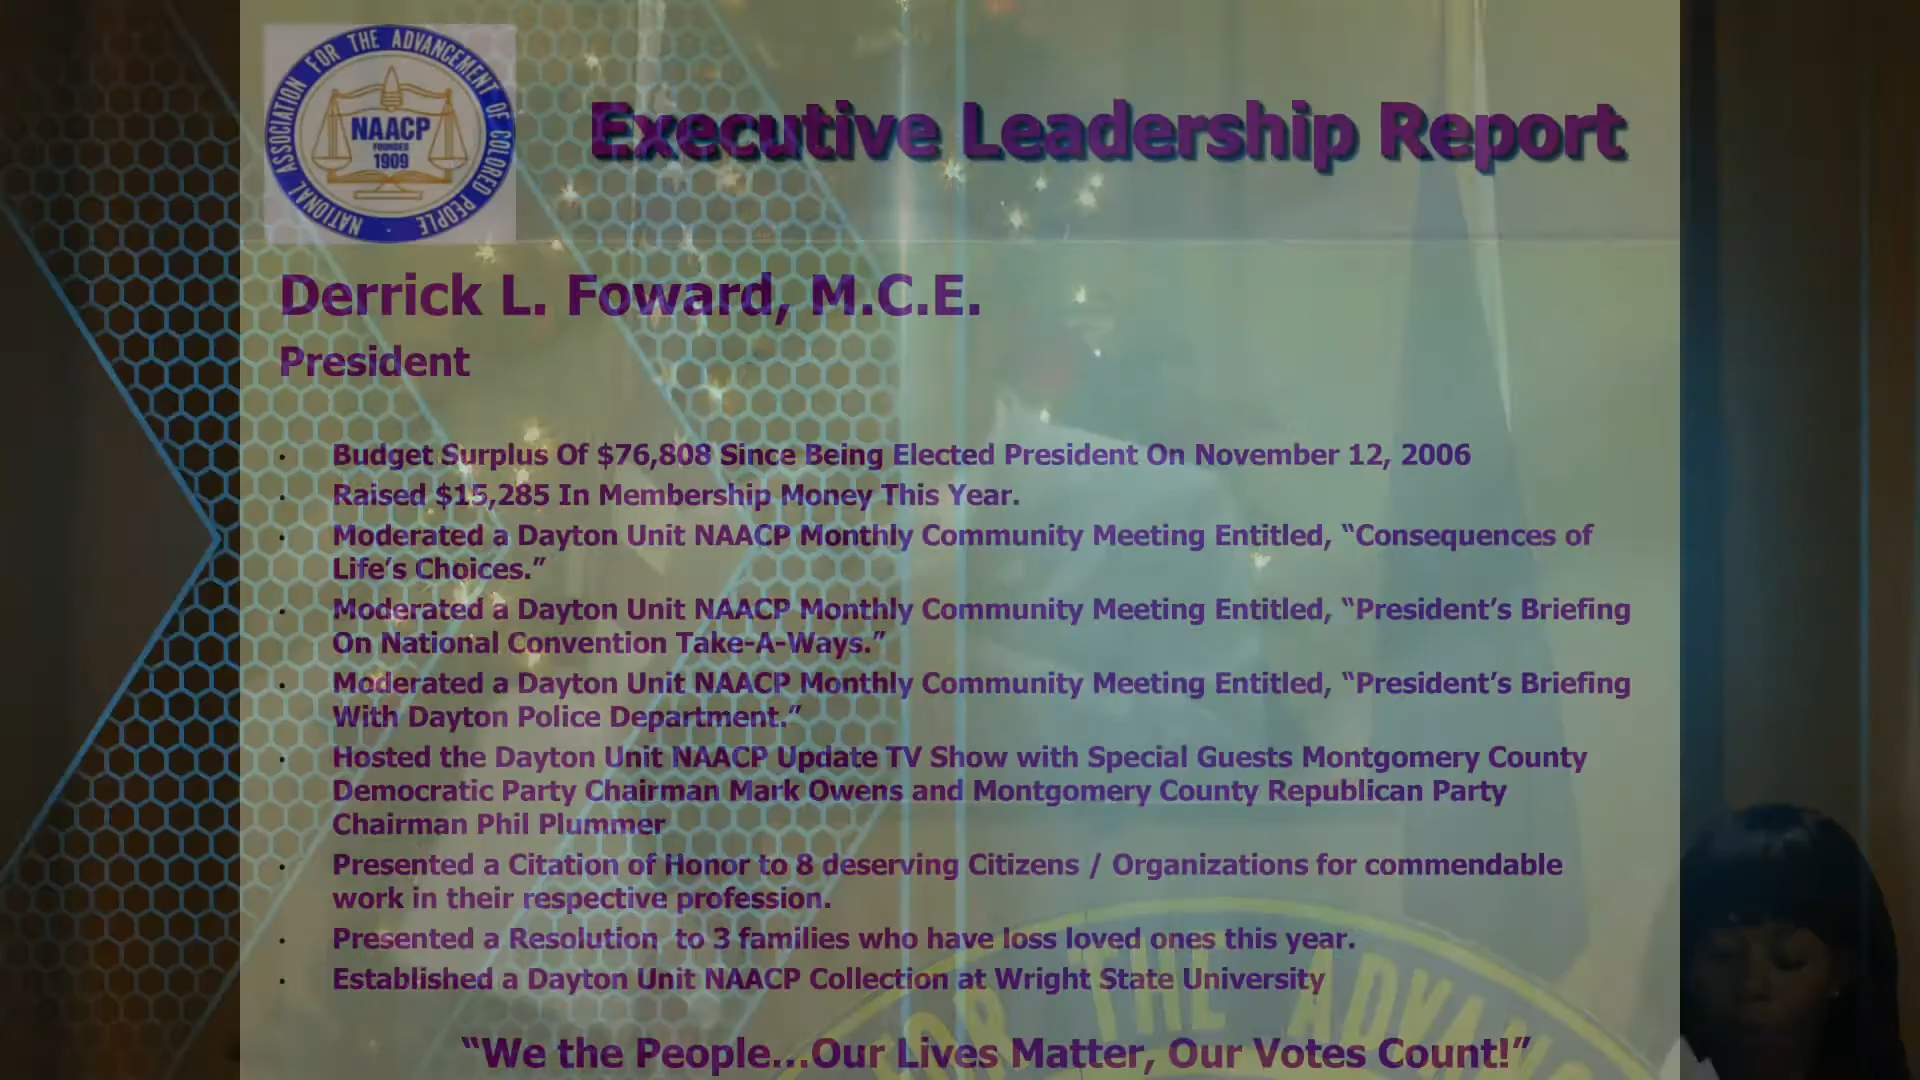 NATIONAL ASSOCIATION FOR THE ADVANCEMENT OF COLORED PEOPLE
NAACP
FOUNDED
1909
Executive Leadership Report
Derrick L. Foward, M.C.E.
President
· Budget Surplus Of $76,808 Since Being Elected President On November 12, 2006
· Raised $15,285 In Membership Money This Year.
· Moderated a Dayton Unit NAACP Monthly Community Meeting Entitled, “Consequences of
Life’s Choices.”
· Moderated a Dayton Unit NAACP Monthly Community Meeting Entitled, “President’s Briefing
On National Convention Take-A-Ways.”
· Moderated a Dayton Unit NAACP Monthly Community Meeting Entitled, “President’s Briefing
With Dayton Police Department.”
· Hosted the Dayton Unit NAACP Update TV Show with Special Guests Montgomery County
Democratic Party Chairman Mark Owens and Montgomery County Republican Party
Chairman Phil Plummer
· Presented a Citation of Honor to 8 deserving Citizens / Organizations for commendable
work in their respective profession.
· Presented a Resolution to 3 families who have loss loved ones this year.
· Established a Dayton Unit NAACP Collection at Wright State University
FOR THE ADVANC
“We the People...Our Lives Matter, Our Votes Count!”